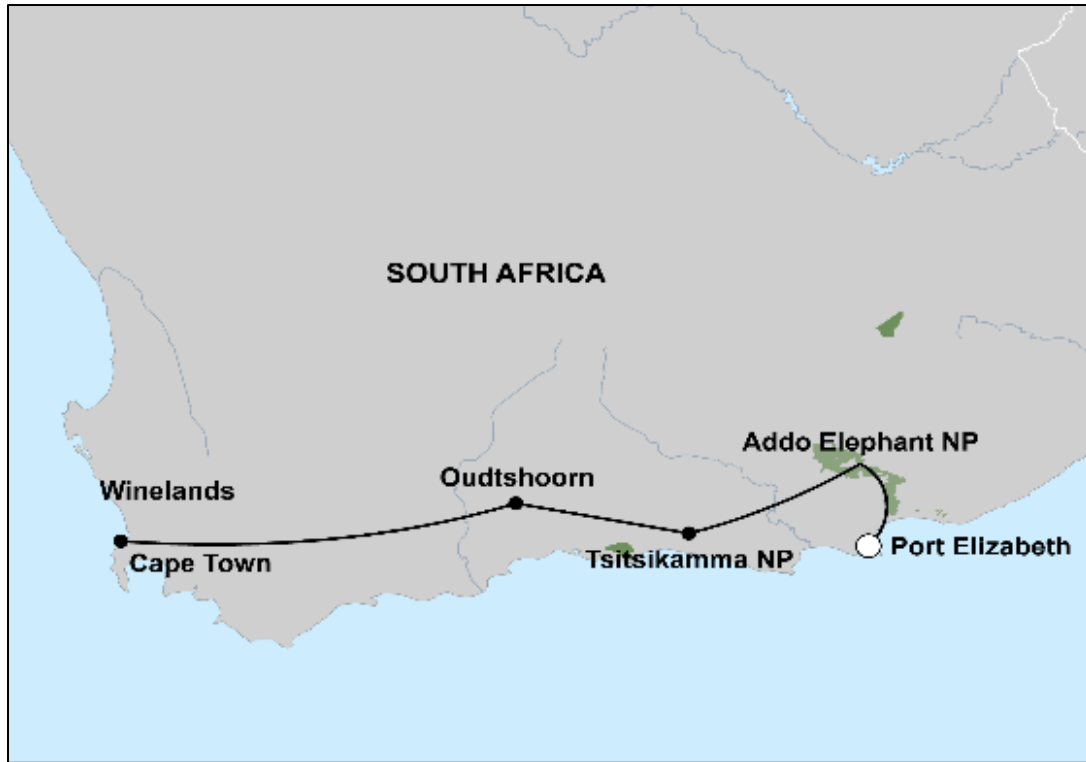 SOUTH AFRICA
Addo Elephant NP
Oudtshoorn
Winelands
Port Elizabeth
Tsitsikamma NP
Cape Town